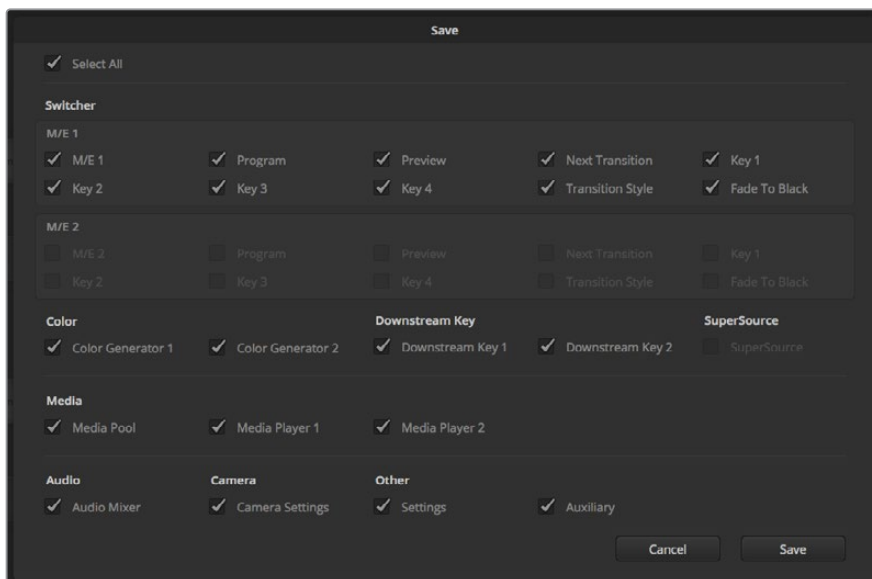 Save
Select All
Switcher
M/E 1
M/E 1 Program Preview Next Transition Key 1
Key 2 Key 3 Key 4 Transition Style Fade To Black
M/E 2
M/E 2 Program Preview Next Transition Key 1
Key 2 Key 3 Key 4 Transition Style Fade To Black
Color Downstream Key SuperSource
Color Generator 1 Color Generator 2 Downstream Key 1 Downstream Key 2 SuperSource
Media
Media Pool Media Player 1 Media Player 2
Audio Camera Other
Audio Mixer Camera Settings Settings Auxiliary
Cancel Save